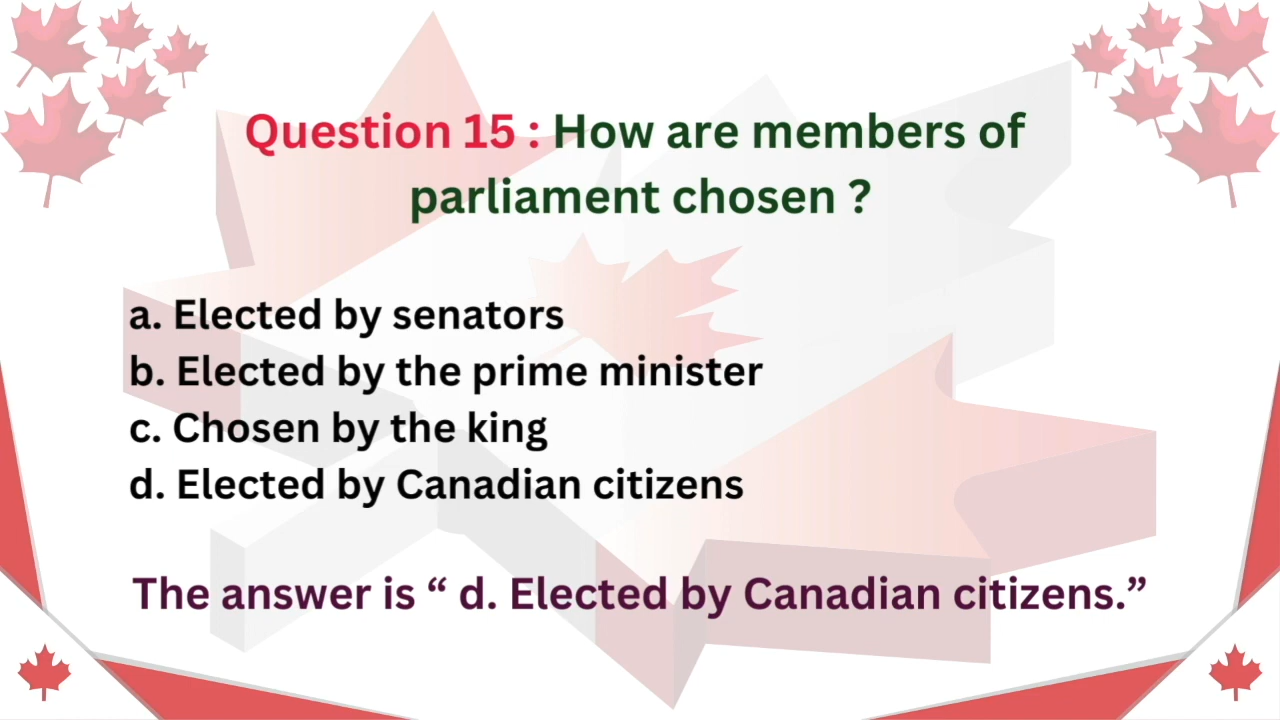 Question 15 : How are members of
parliament chosen ?
a. Elected by senators
b. Elected by the prime minister
c. Chosen by the king
d. Elected by Canadian citizens
The answer is “ d. Elected by Canadian citizens.”